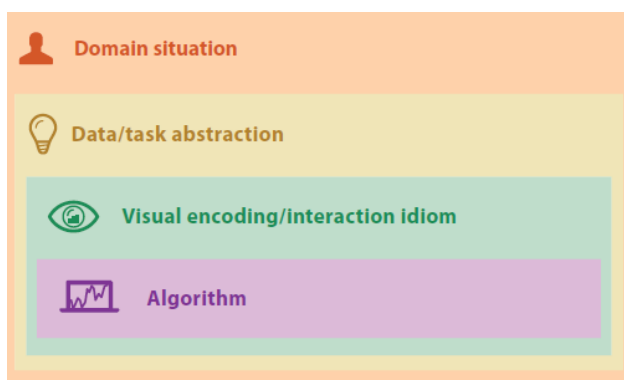 Domain situation
Data/task abstraction
Visual encoding/interaction idiom
Algorithm